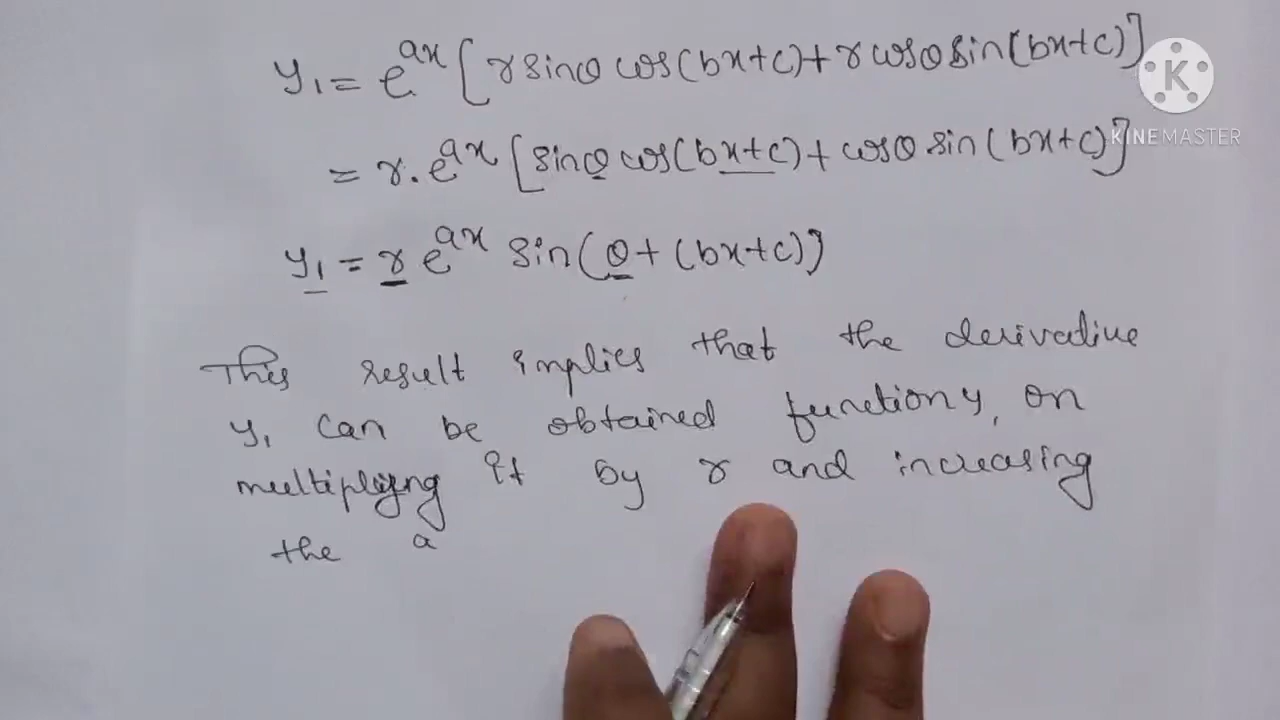 y₁ = e^{ax} [r sinθ cos(bx+c) + r cosθ sin(bx+c)]
= r. e^{ax} [sinθ cos(bx+c) + cosθ sin(bx+c)]
y₁ = r e^{ax} sin(θ + (bx+c)]
This result implies that the derivative
y₁ can be obtained function y, on
multiplying it by r and increasing
the a
K
KINEMASTER